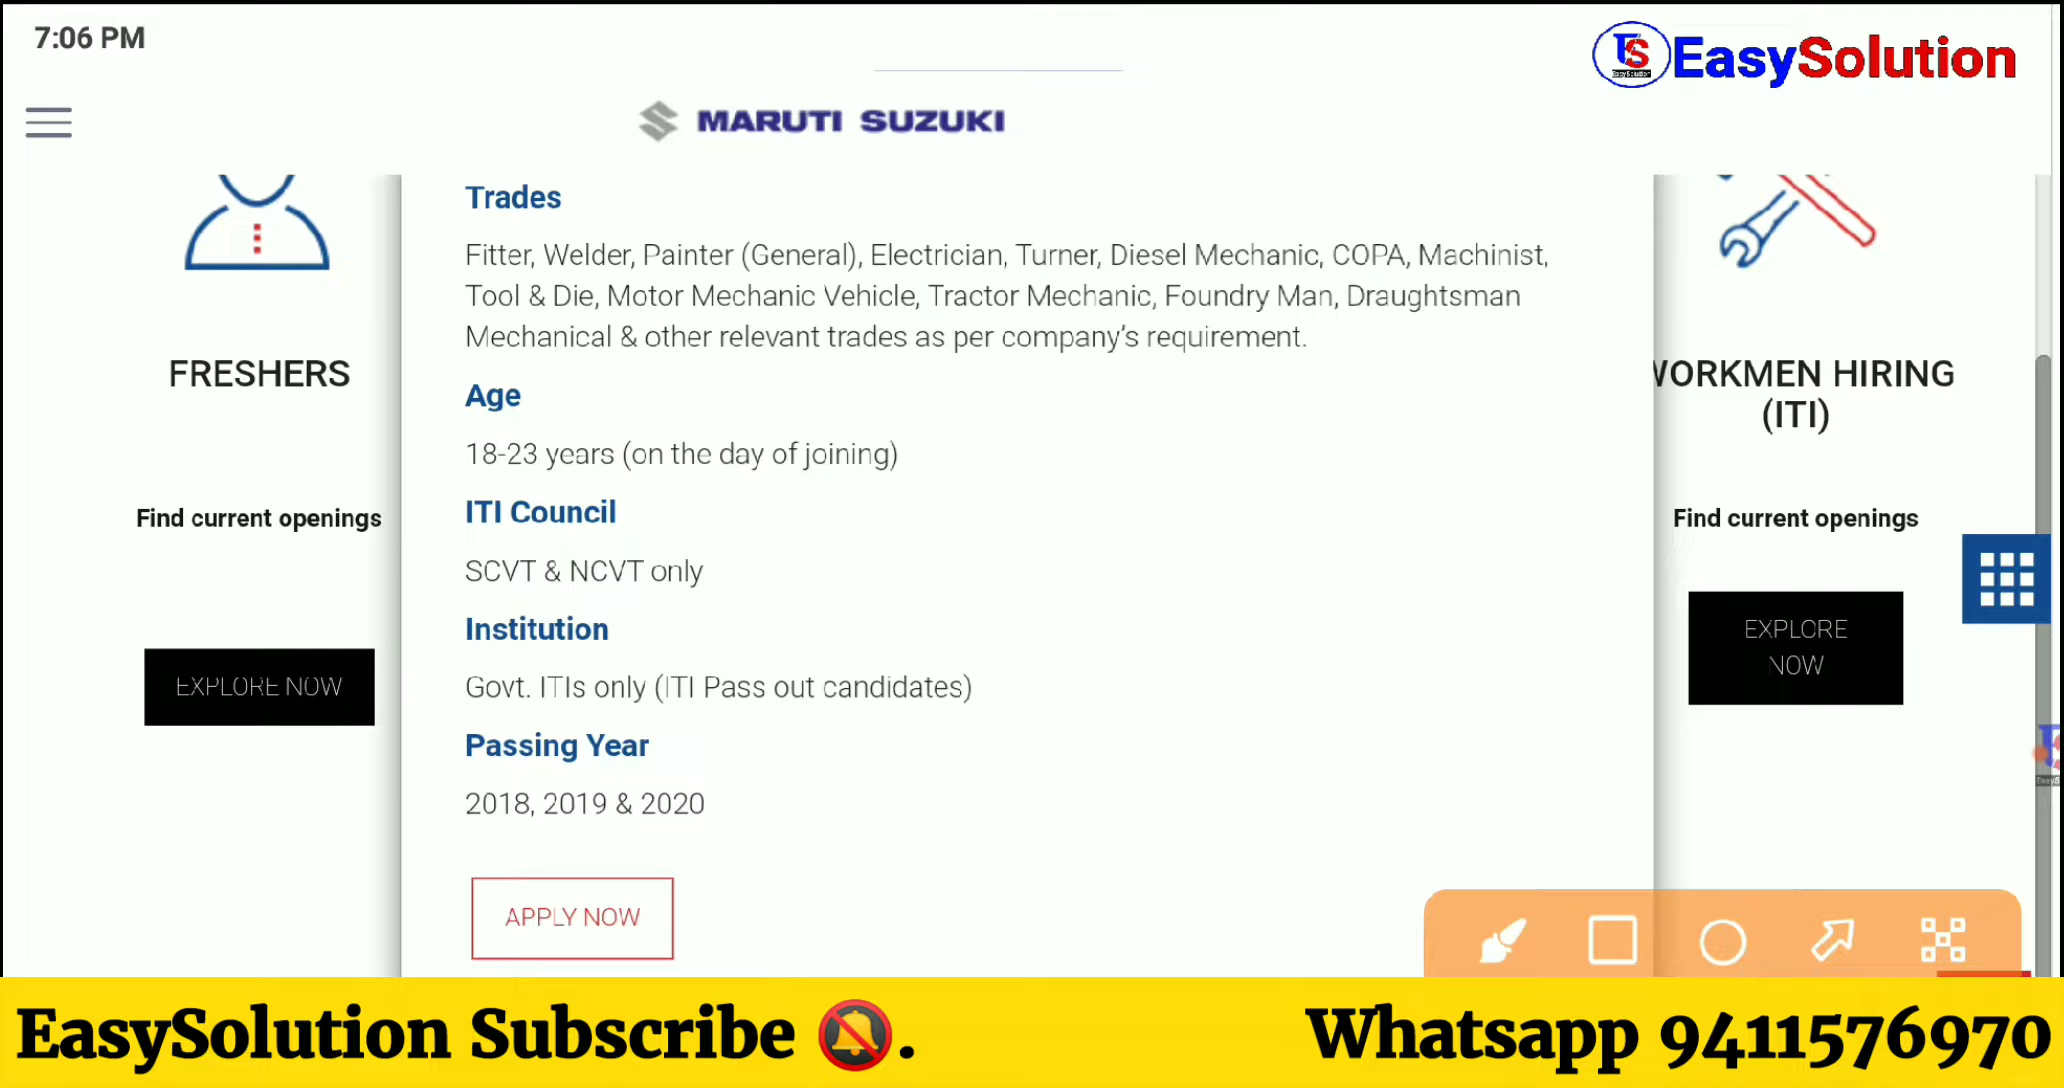 7:06 PM
EasySolution
MARUTI SUZUKI
Trades
Fitter, Welder, Painter (General), Electrician, Turner, Diesel Mechanic, COPA, Machinist,
Tool & Die, Motor Mechanic Vehicle, Tractor Mechanic, Foundry Man, Draughtsman
Mechanical & other relevant trades as per company's requirement.
Age
18-23 years (on the day of joining)
ITI Council
SCVT & NCVT only
Institution
Govt. ITIs only (ITI Pass out candidates)
Passing Year
2018, 2019 & 2020
APPLY NOW
FRESHERS
Find current openings
EXPLORE NOW
WORKMEN HIRING
(ITI)
Find current openings
EXPLORE
NOW
EasySolution Subscribe 🔔.
Whatsapp 9411576970